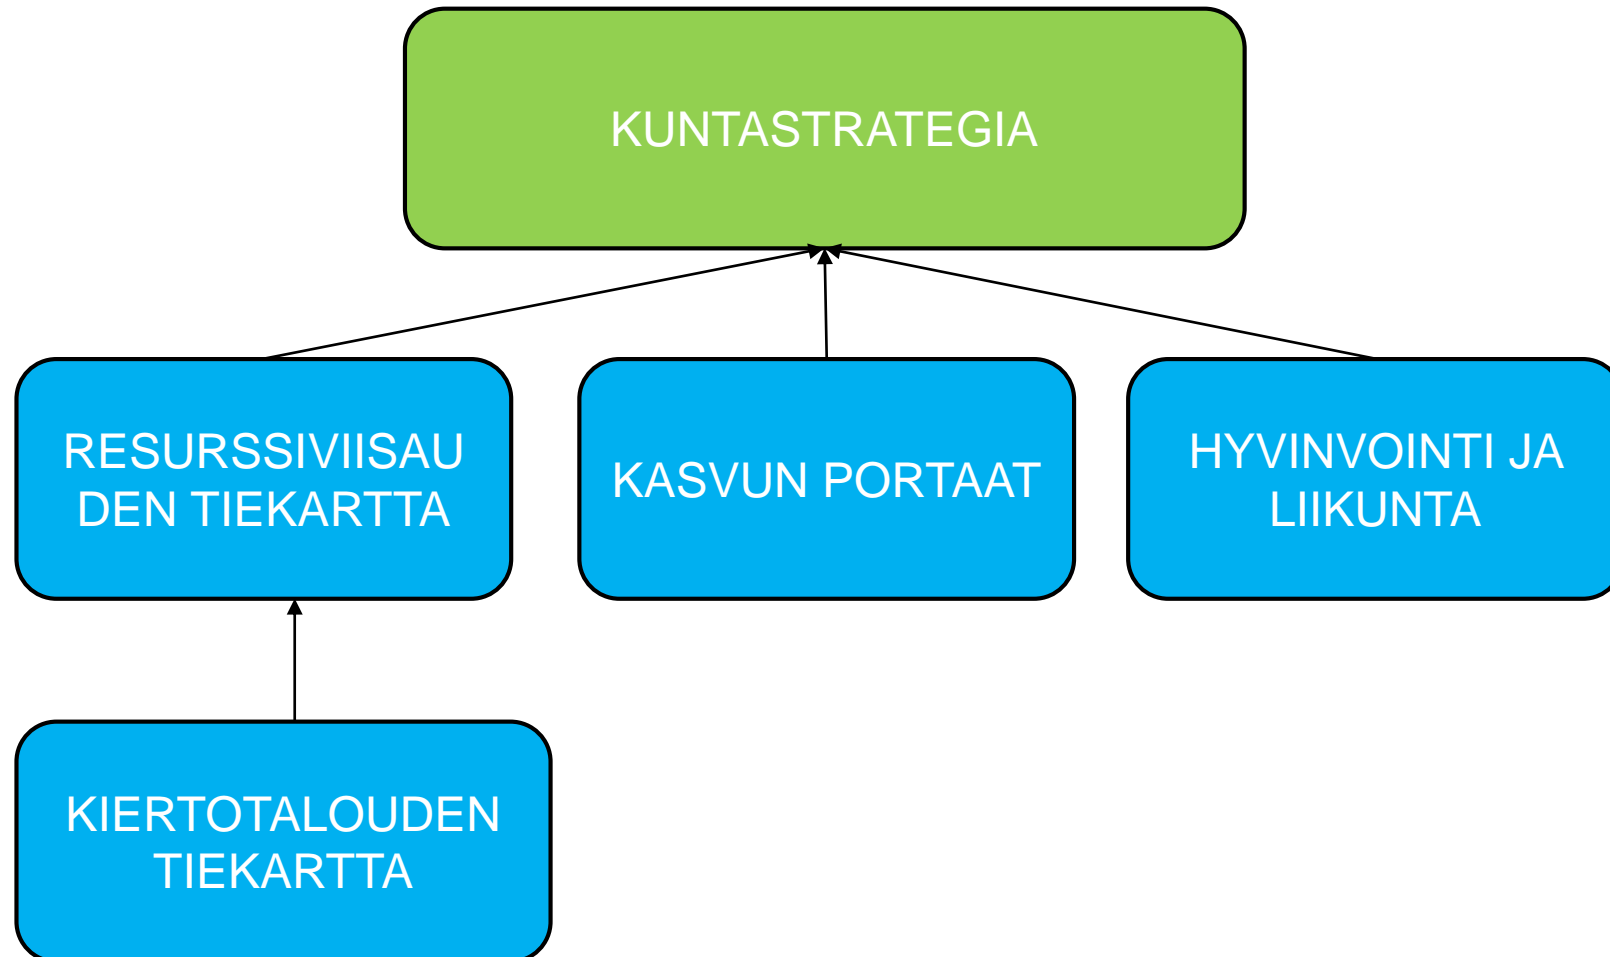 KUNTASTRATEGIA
RESURSSIVIISAU
DEN TIEKARTTA
KASVUN PORTAAT
HYVINVOINTI JA
LIIKUNTA
KIERTOTALOUDEN
TIEKARTTA